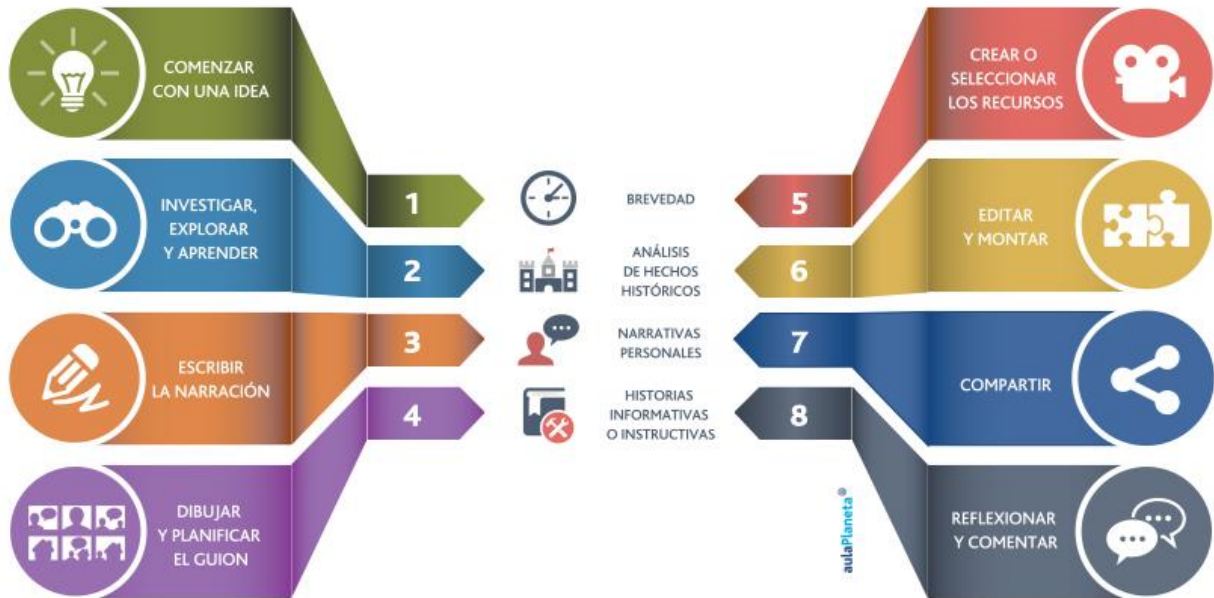 COMENZAR
CON UNA IDEA
INVESTIGAR,
EXPLORAR
Y APRENDER
ESCRIBIR
LA NARRACIÓN
DIBUJAR
Y PLANIFICAR
EL GUION
1
2
3
4
BREVEDAD
ANÁLISIS
DE HECHOS
HISTÓRICOS
NARRATIVAS
PERSONALES
HISTORIAS
INFORMATIVAS
O INSTRUCTIVAS
5
6
7
8
CREAR O
SELECCIONAR
LOS RECURSOS
EDITAR
Y MONTAR
COMPARTIR
REFLEXIONAR
Y COMENTAR
aulaPlaneta®